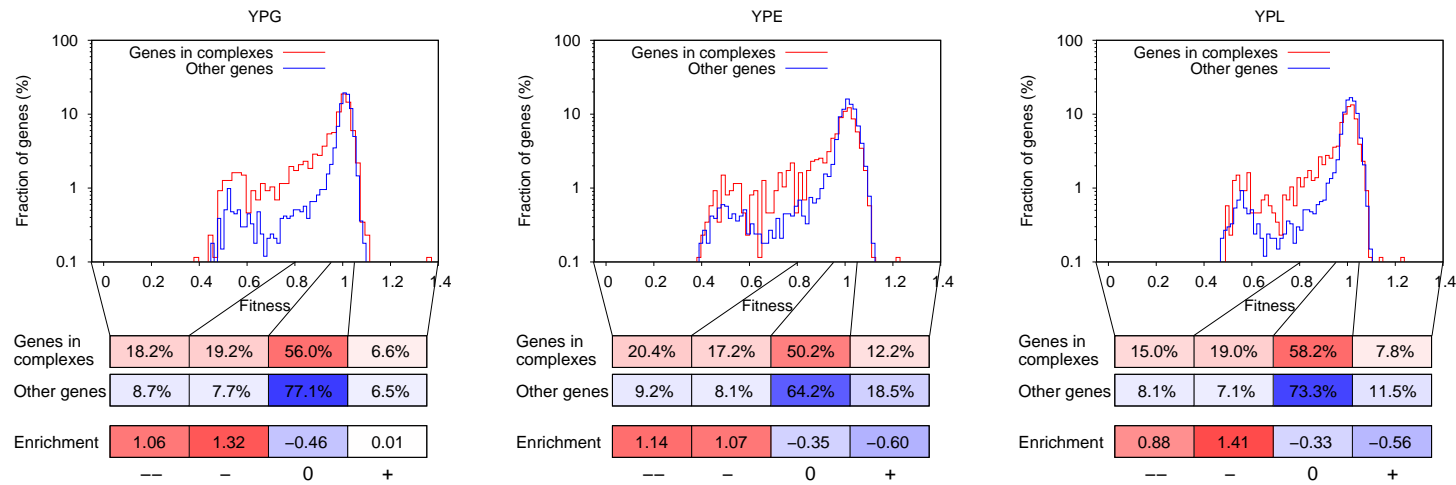 YPG
Fraction of genes (%)
100
10
1
0.1
Genes in complexes
Other genes
0 0.2 0.4 0.6 0.8 1 1.2 1.4
Fitness
Genes in
complexes
18.2% 19.2% 56.0% 6.6%
Other genes 8.7% 7.7% 77.1% 6.5%
Enrichment 1.06 1.32 −0.46 0.01
−− − 0 +
YPE
Fraction of genes (%)
100
10
1
0.1
Genes in complexes
Other genes
0 0.2 0.4 0.6 0.8 1 1.2 1.4
Fitness
Genes in
complexes
20.4% 17.2% 50.2% 12.2%
Other genes 9.2% 8.1% 64.2% 18.5%
Enrichment 1.14 1.07 −0.35 −0.60
−− − 0 +
YPL
Fraction of genes (%)
100
10
1
0.1
Genes in complexes
Other genes
0 0.2 0.4 0.6 0.8 1 1.2 1.4
Fitness
Genes in
complexes
15.0% 19.0% 58.2% 7.8%
Other genes 8.1% 7.1% 73.3% 11.5%
Enrichment 0.88 1.41 −0.33 −0.56
−− − 0 +